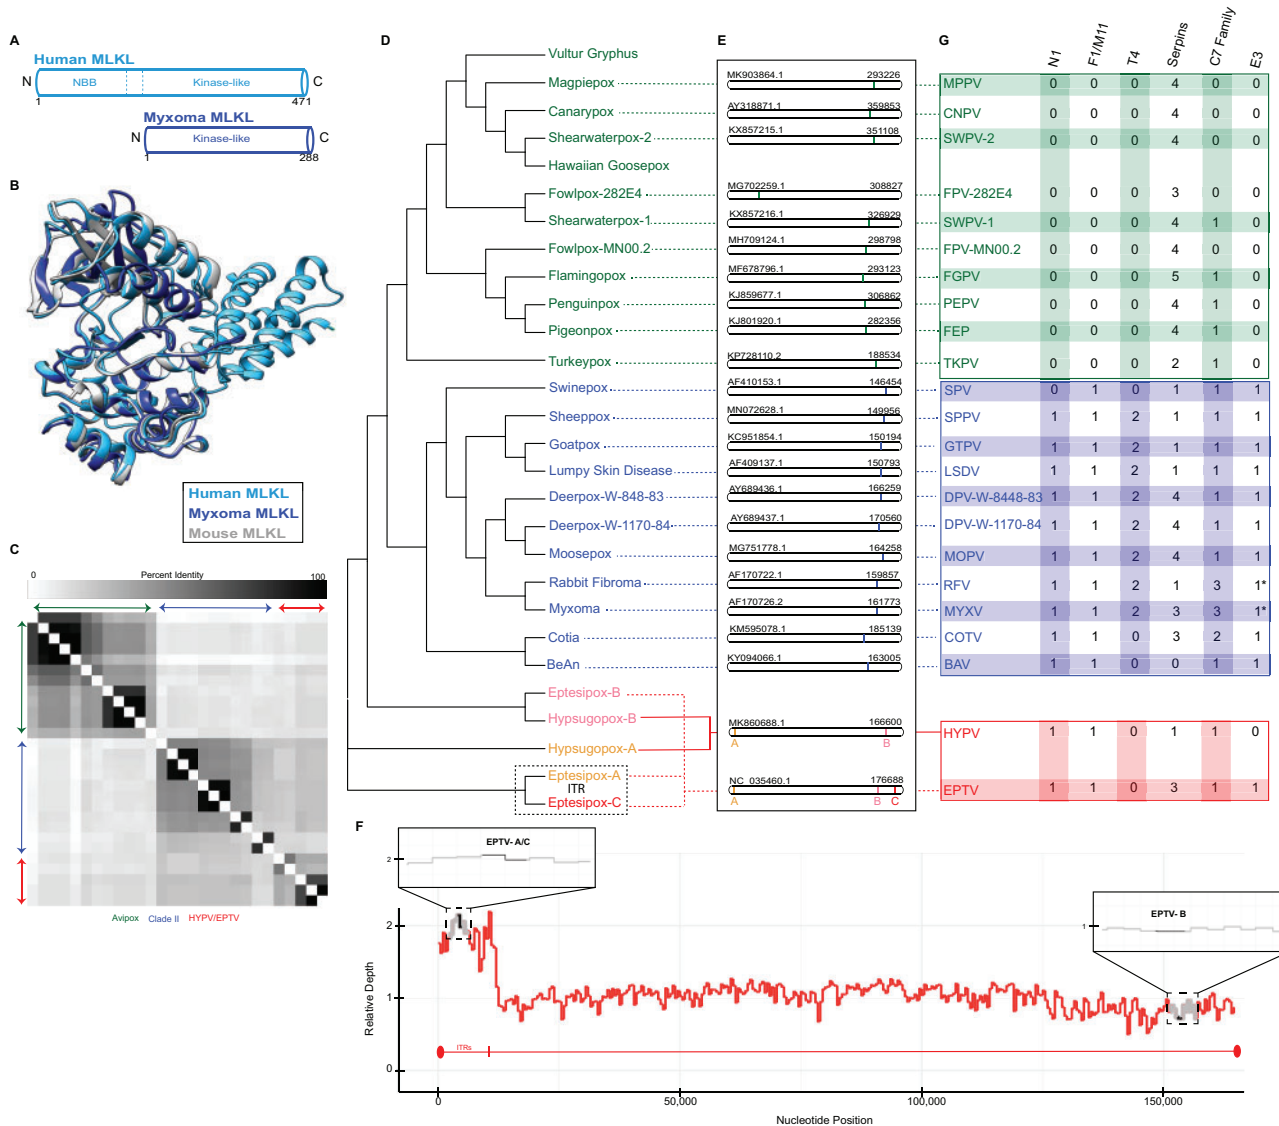 A
Human MLKL
N
NBB
Kinase-like
C
1
471
Myxoma MLKL
N
Kinase-like
C
1
288
B
Human MLKL
Myxoma MLKL
Mouse MLKL
C
0
Percent Identity
100
Avipox
Clade II
HYPV/EPTV
D
Vultur Gryphus
Magpiepox
Canarypox
Shearwaterpox-2
Hawaiian Goosepox
Fowlpox-282E4
Shearwaterpox-1
Fowlpox-MN00.2
Flamingopox
Penguinpox
Pigeonpox
Turkeypox
Swinepox
Sheeppox
Goatpox
Lumpy Skin Disease
Deerpox-W-848-83
Deerpox-W-1170-84
Moosepox
Rabbit Fibroma
Myxoma
Cotia
BeAn
Eptesipox-B
Hypsugopox-B
Hypsugopox-A
Eptesipox-A
ITR
Eptesipox-C
E
MK903864.1 293226
AY318871.1 359853
KX857215.1 351108
MG702259.1 308827
KX857216.1 326929
MH709124.1 298798
MF678796.1 293123
KJ859677.1 306862
KJ801920.1 282356
KP728110.2 188534
AF410153.1 146454
MN072628.1 149956
KC951854.1 150194
AF409137.1 150793
AY689436.1 166259
AY689437.1 170560
MG751778.1 164258
AF170722.1 159857
AF170726.2 161773
KM595078.1 185139
KY094066.1 163005
MK860688.1 166600
A B
NC_035460.1 176688
A B C
G
N1 F1/M11 T4 Serpins C7 Family E3
MPPV 0 0 0 4 0 0
CNPV 0 0 0 4 0 0
SWPV-2 0 0 0 4 0 0
FPV-282E4 0 0 0 3 0 0
SWPV-1 0 0 0 4 1 0
FPV-MN00.2 0 0 0 4 0 0
FGPV 0 0 0 5 1 0
PEPV 0 0 0 4 1 0
FEP 0 0 0 4 1 0
TKPV 0 0 0 2 1 0
SPV 0 1 0 1 1 1
SPPV 1 1 2 1 1 1
GTPV 1 1 2 1 1 1
LSDV 1 1 2 1 1 1
DPV-W-8448-83 1 1 2 4 1 1
DPV-W-1170-84 1 1 2 4 1 1
MOPV 1 1 2 4 1 1
RFV 1 1 2 1 3 1*
MYXV 1 1 2 3 3 1*
COTV 1 1 0 3 2 1
BAV 1 1 0 0 1 1
HYPV 1 1 0 1 1 0
EPTV 1 1 0 3 1 1
F
EPTV- A/C
2
EPTV- B
1
Relative Depth
2
1
0
ITRs
0 50,000 100,000 150,000
Nucleotide Position